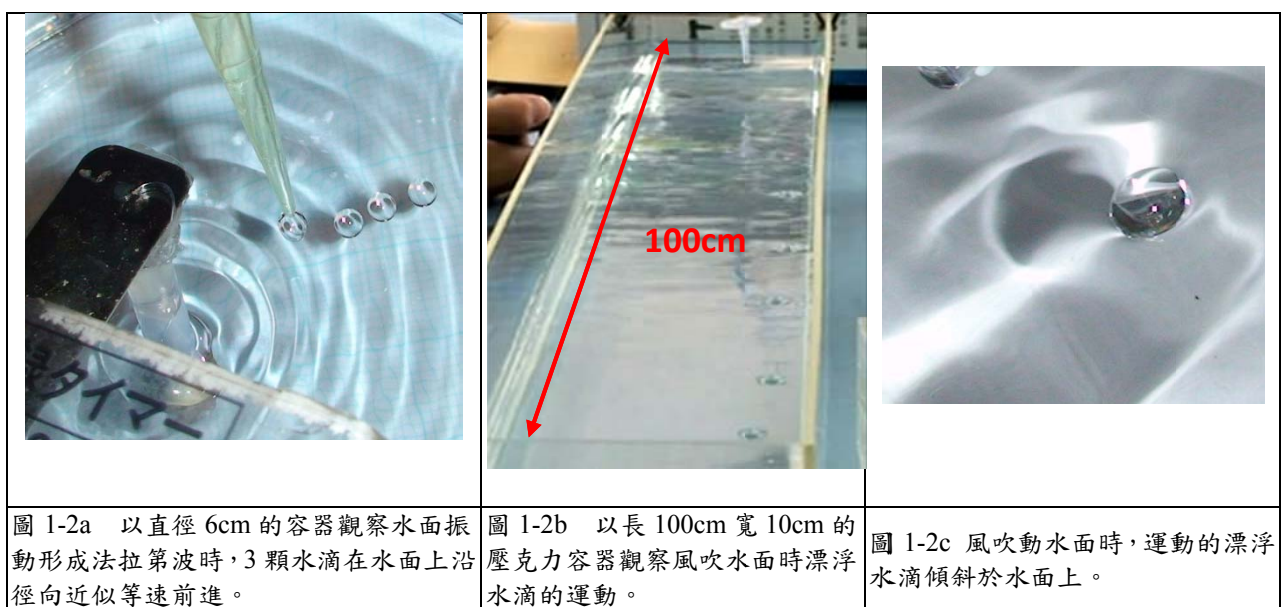 タイマー
100cm
圖 1-2a 以直徑 6cm 的容器觀察水面振
動形成法拉第波時，3 顆水滴在水面上沿
徑向近似等速前進。
圖 1-2b 以長 100cm 寬 10cm 的
壓克力容器觀察風吹水面時漂浮
水滴的運動。
圖 1-2c 風吹動水面時，運動的漂浮
水滴傾斜於水面上。